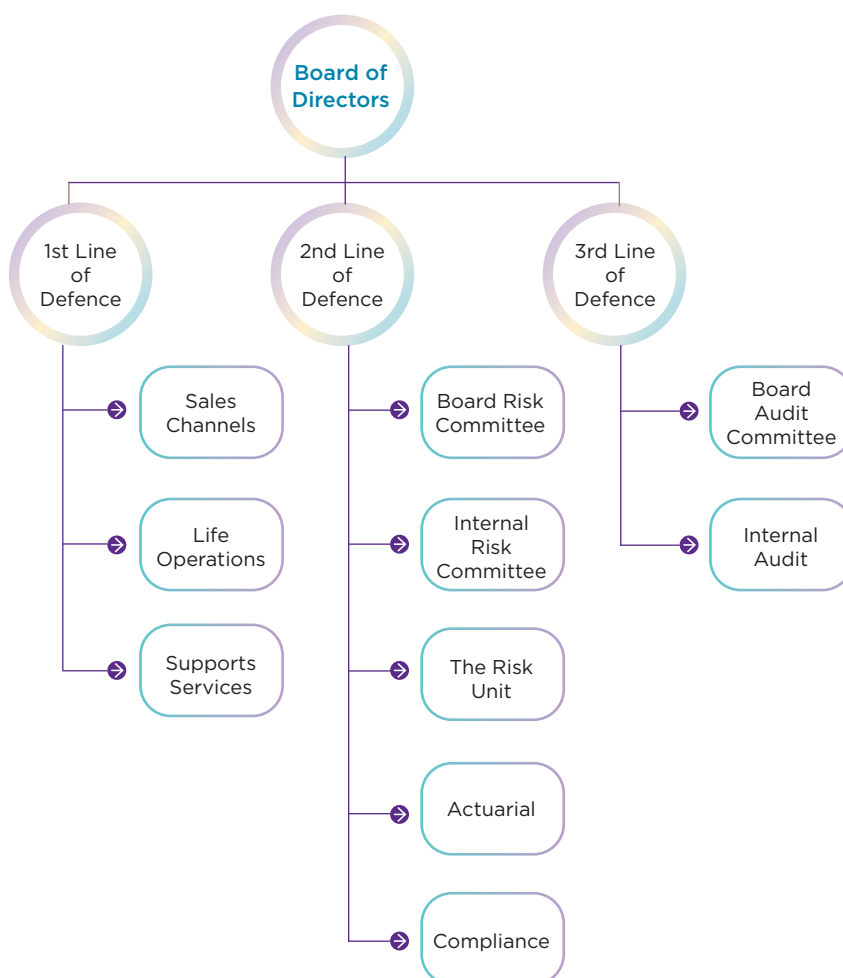 Board of
Directors
1st Line
of
Defence
2nd Line
of
Defence
3rd Line
of
Defence
Sales
Channels
Life
Operations
Supports
Services
Board Risk
Committee
Internal
Risk
Committee
The Risk
Unit
Actuarial
Compliance
Board
Audit
Committee
Internal
Audit